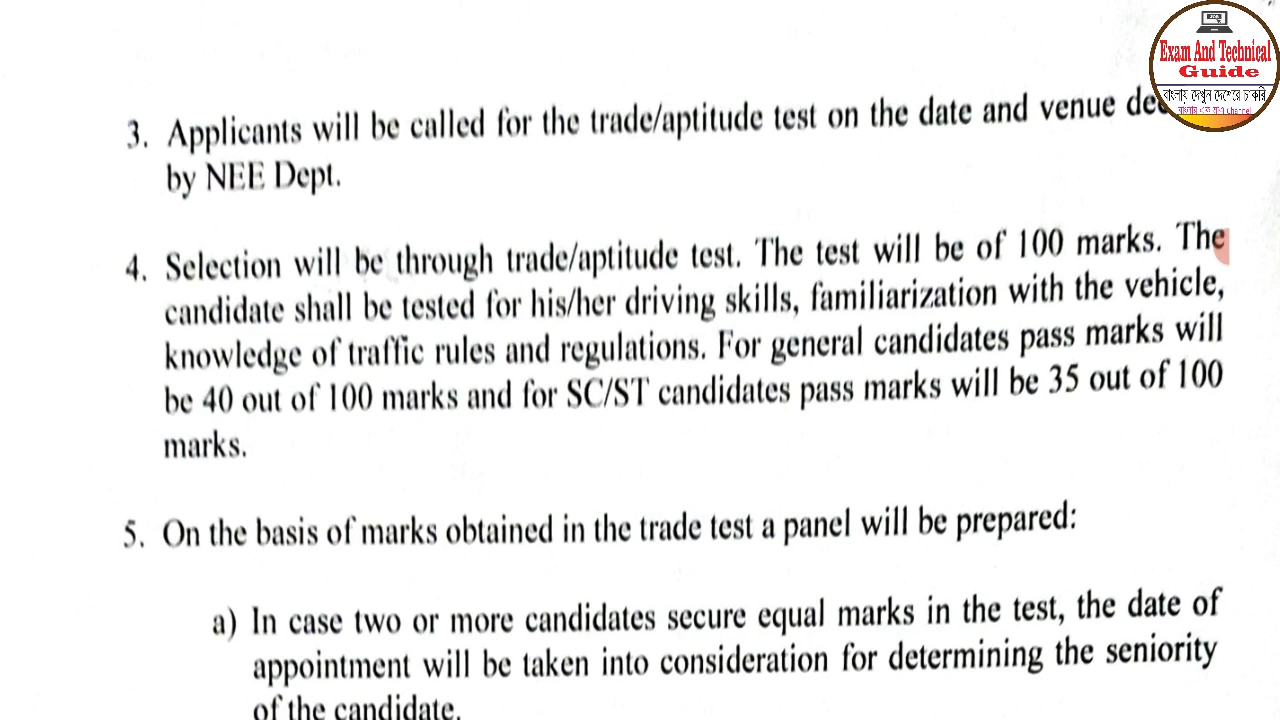 Exam And Technical
Guide
বাংলায় দেখুন দেশের চাকরি
3. Applicants will be called for the trade/aptitude test on the date and venue
by NEE Dept.
4. Selection will be through trade/aptitude test. The test will be of 100 marks. The
candidate shall be tested for his/her driving skills, familiarization with the vehicle,
knowledge of traffic rules and regulations. For general candidates pass marks will
be 40 out of 100 marks and for SC/ST candidates pass marks will be 35 out of 100
marks.
5. On the basis of marks obtained in the trade test a panel will be prepared:
a) In case two or more candidates secure equal marks in the test, the date of
appointment will be taken into consideration for determining the seniority
of the candidate.